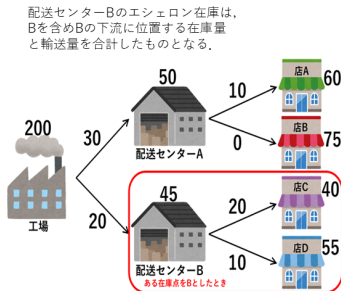 配送センターBのエシェロン在庫は,
Bを含めBの下流に位置する在庫量
と輸送量を合計したものとなる.
200
工場
30
20
50
配送センターA
45
配送センターB
ある在庫点をBとしたとき
10
0
20
10
店A
60
店B
75
店C
40
店D
55